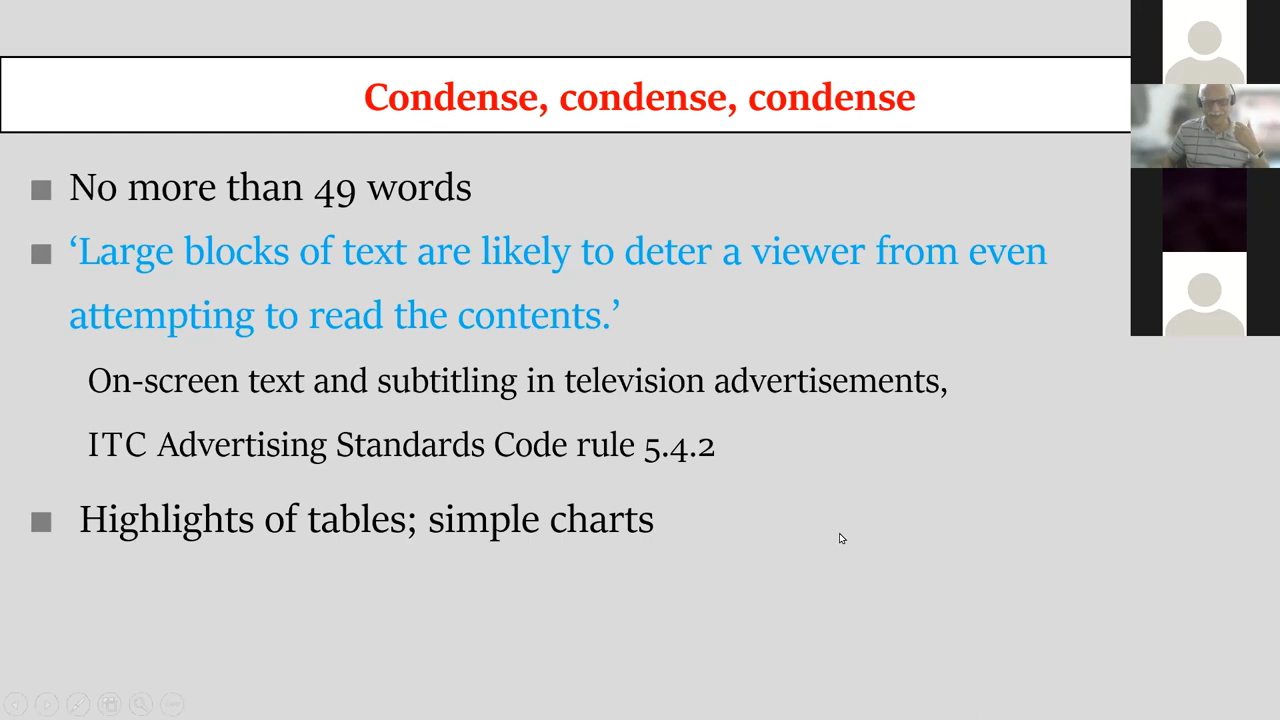 Condense, condense, condense
No more than 49 words
‘Large blocks of text are likely to deter a viewer from even
attempting to read the contents.’
On-screen text and subtitling in television advertisements,
ITC Advertising Standards Code rule 5.4.2
Highlights of tables; simple charts